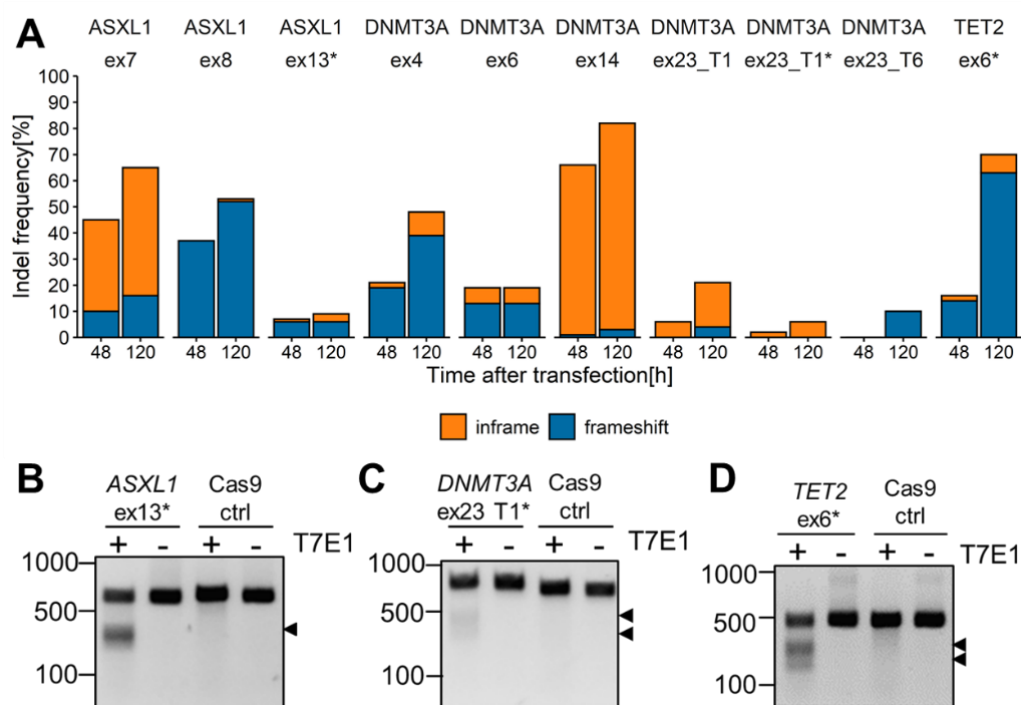 A
ASXL1 ASXL1 ASXL1 DNMT3A DNMT3A DNMT3A DNMT3A DNMT3A DNMT3A TET2
ex7 ex8 ex13* ex4 ex6 ex14 ex23_T1 ex23_T1* ex23_T6 ex6*
Indel frequency[%]
100
90
80
70
60
50
40
30
20
10
0
48 120 48 120 48 120 48 120 48 120 48 120 48 120 48 120 48 120 48 120
Time after transfection[h]
inframe frameshift
B
ASXL1 Cas9
ex13* ctrl
+ - + - T7E1
1000
500
100
C
DNMT3A Cas9
ex23 T1* ctrl
+ - + - T7E1
1000
500
100
D
TET2 Cas9
ex6* ctrl
+ - + - T7E1
1000
500
100